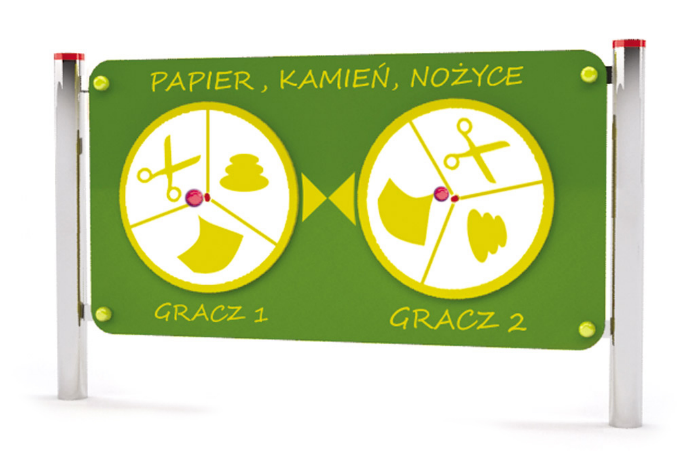 PAPIER, KAMIEŃ, NOŻYCE
GRACZ 1
GRACZ 2